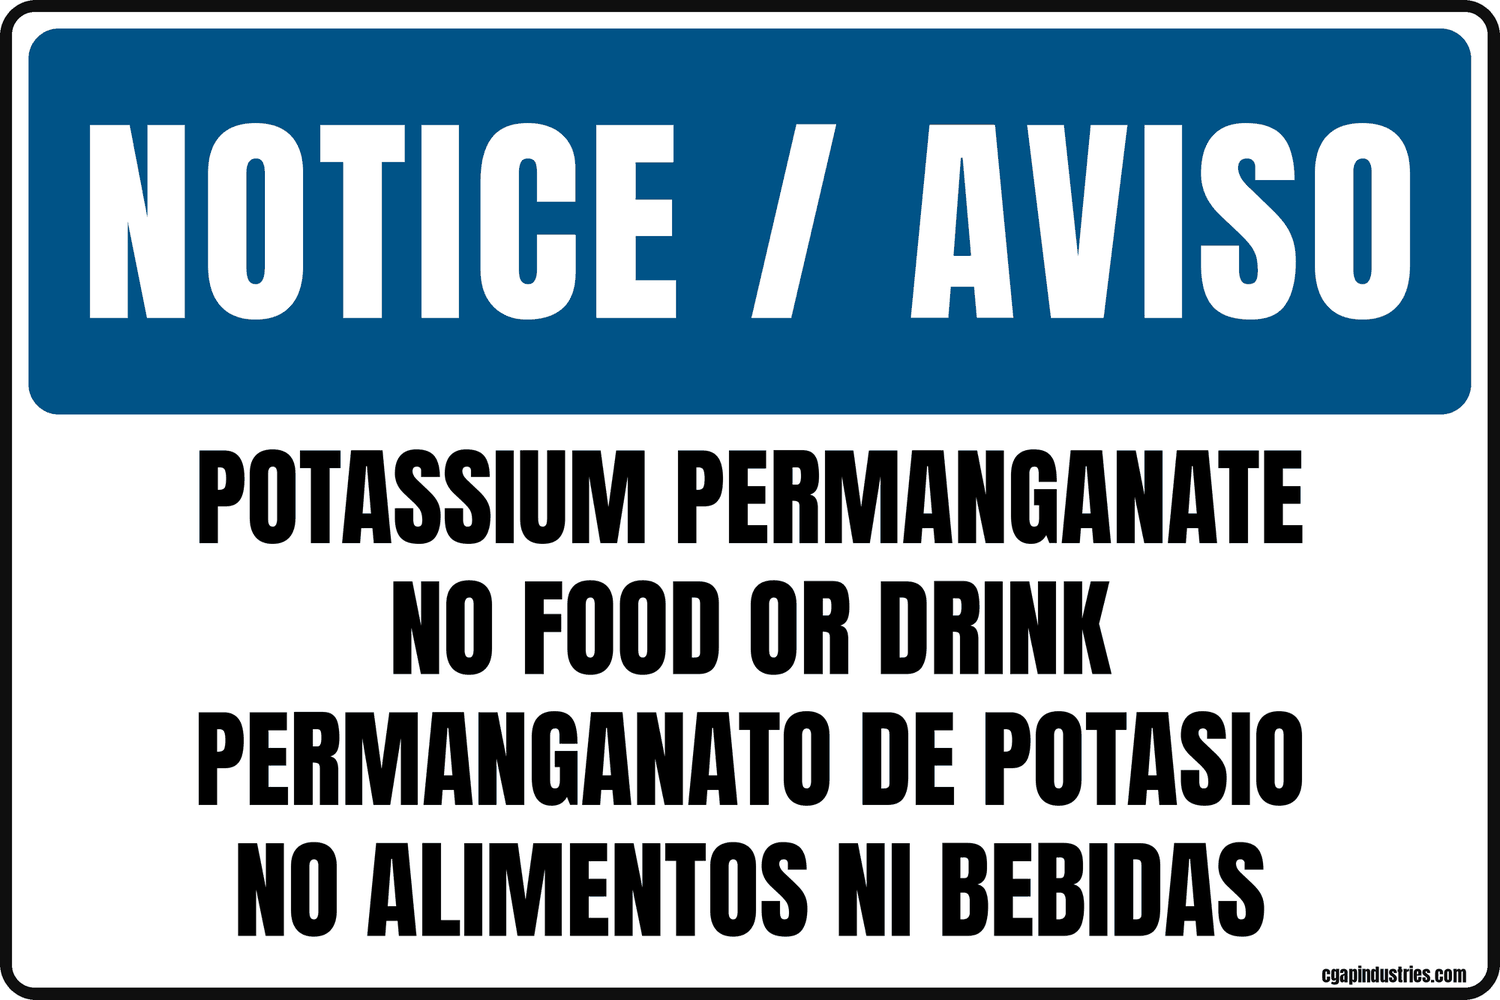 NOTICE / AVISO
POTASSIUM PERMANGANATE
NO FOOD OR DRINK
PERMANGANATO DE POTASIO
NO ALIMENTOS NI BEBIDAS
cgapindustries.com